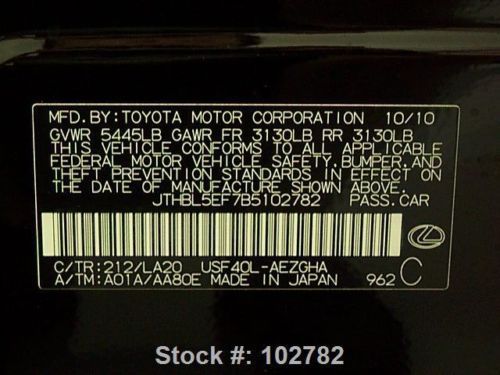 MFD.BY:TOYOTA MOTOR CORPORATION 10/10
GVWR 5445LB GAWR FR 3130LB RR 3130LB
THIS VEHICLE CONFORMS TO ALL APPLICABLE
FEDERAL MOTOR VEHICLE SAFETY,BUMPER,AND
THEFT PREVENTION STANDARDS IN EFFECT ON
THE DATE OF MANUFACTURE SHOWN ABOVE.
JTHBL5EF7B5102782 PASS.CAR
C/TR:212/LA20 USF40L-AEZGHA
A/TM:A01A/AA80E MADE IN JAPAN 962 C
Stock #: 102782